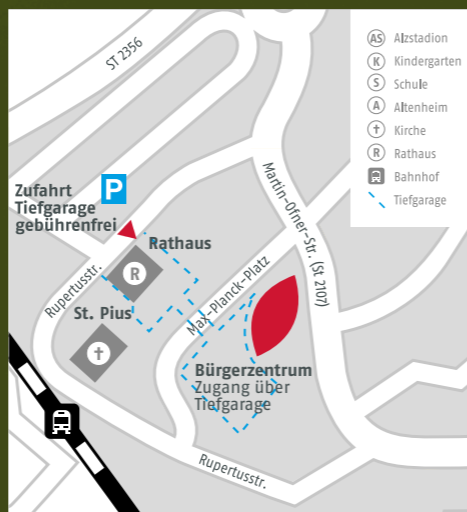 ST 2356
AS Alzstadion
K Kindergarten
S Schule
A Altenheim
Kirche
R Rathaus
Bahnhof
Tiefgarage
Martin-Ofner-Str. (St 2107)
P
Zufahrt
Tiefgarage
gebührenfrei
Rathaus
R
Rupertusstr.
Max-Planck-Platz
St. Pius
Bürgerzentrum
Zugang über
Tiefgarage
Rupertusstr.